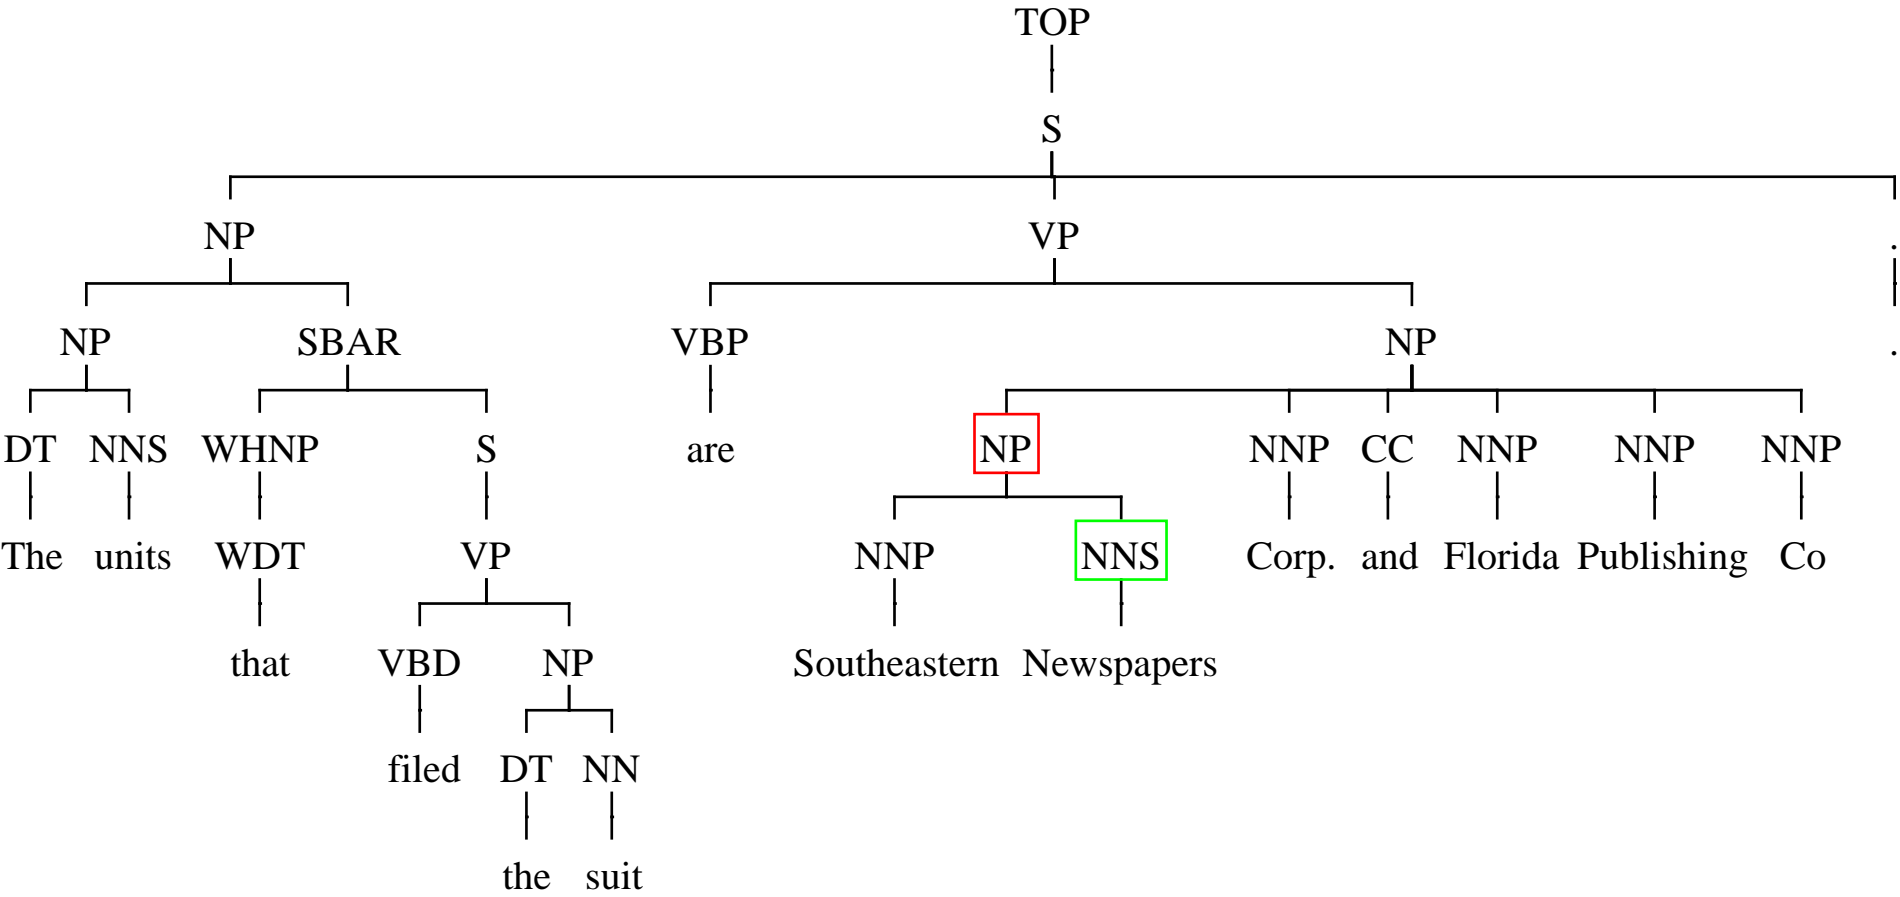 TOP
S
NP VP .
NP SBAR VBP NP .
DT NNS WHNP S are NP NNP CC NNP NNP NNP
The units WDT VP NNP NNS Corp. and Florida Publishing Co
that VBD NP Southeastern Newspapers
filed DT NN
the suit